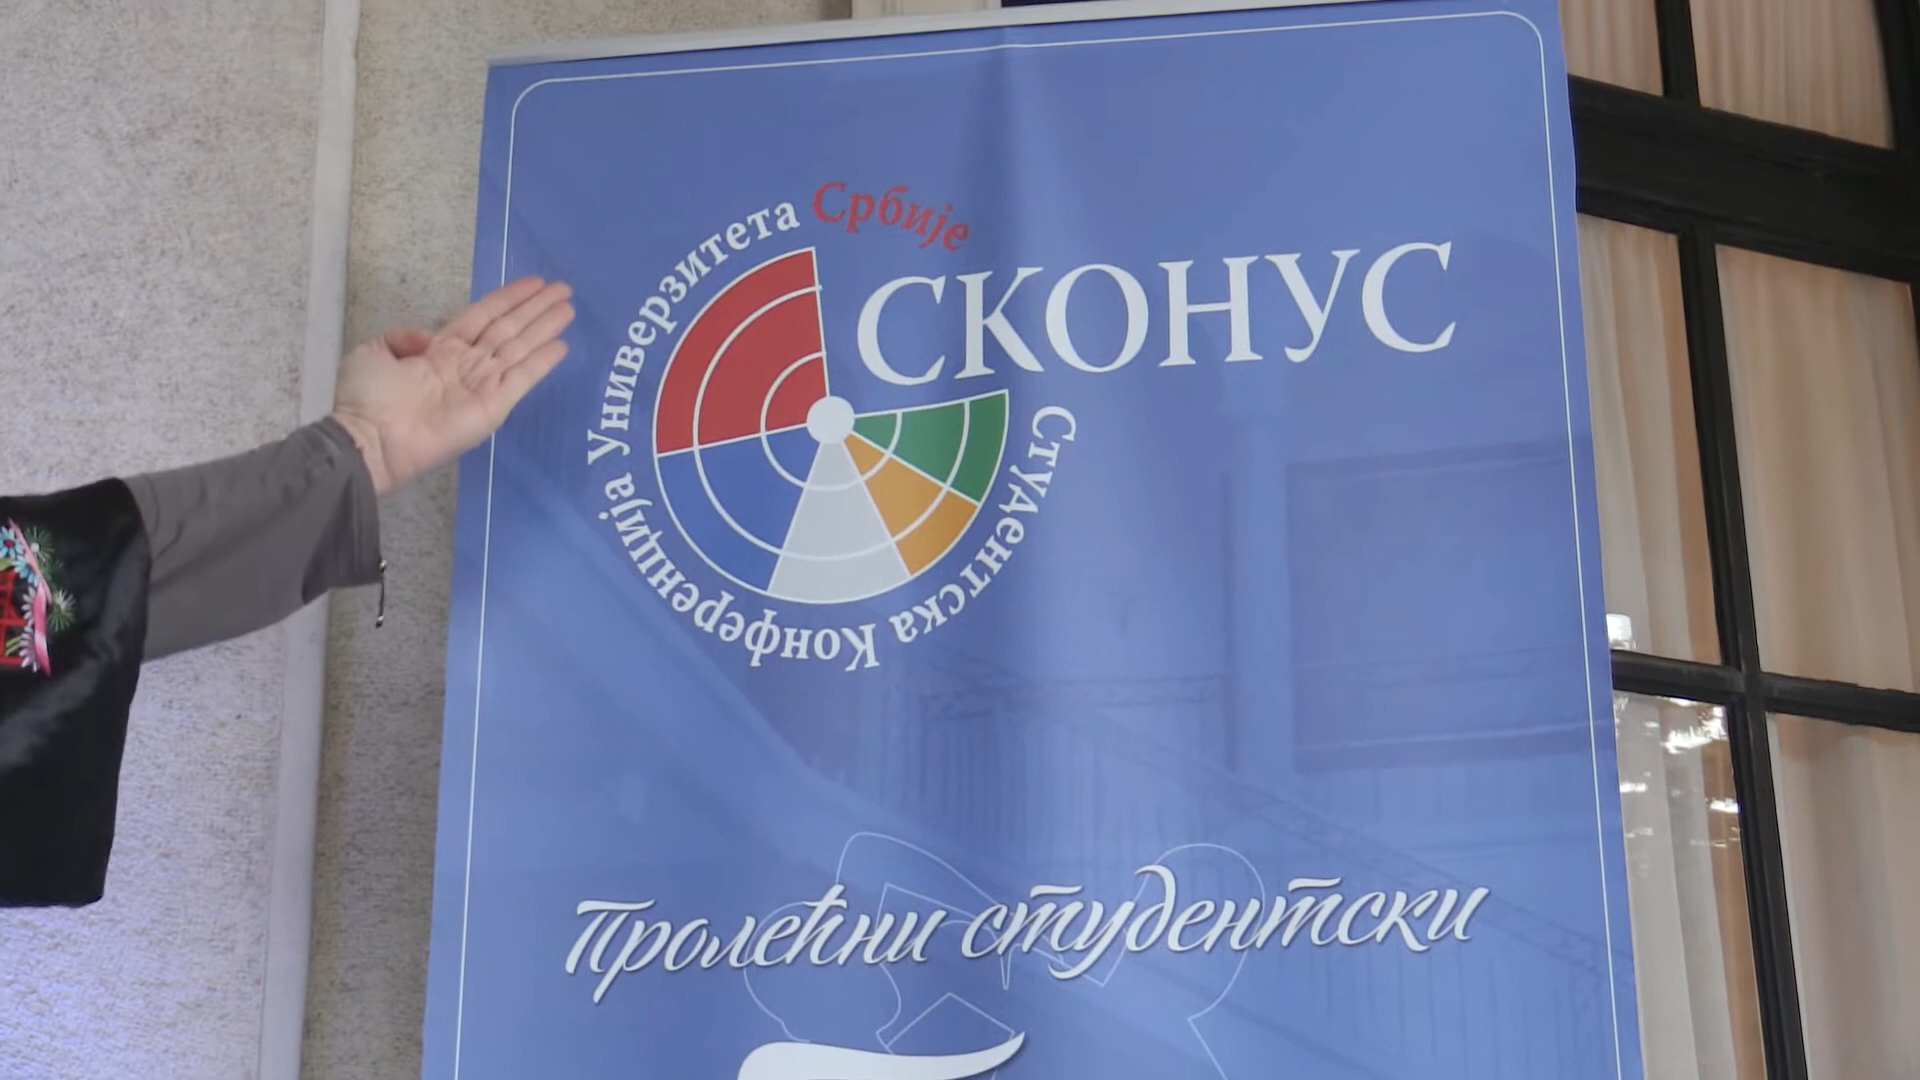 Студентска Конференција Универзитета Србије
СКОНУС
Пролећни студентски